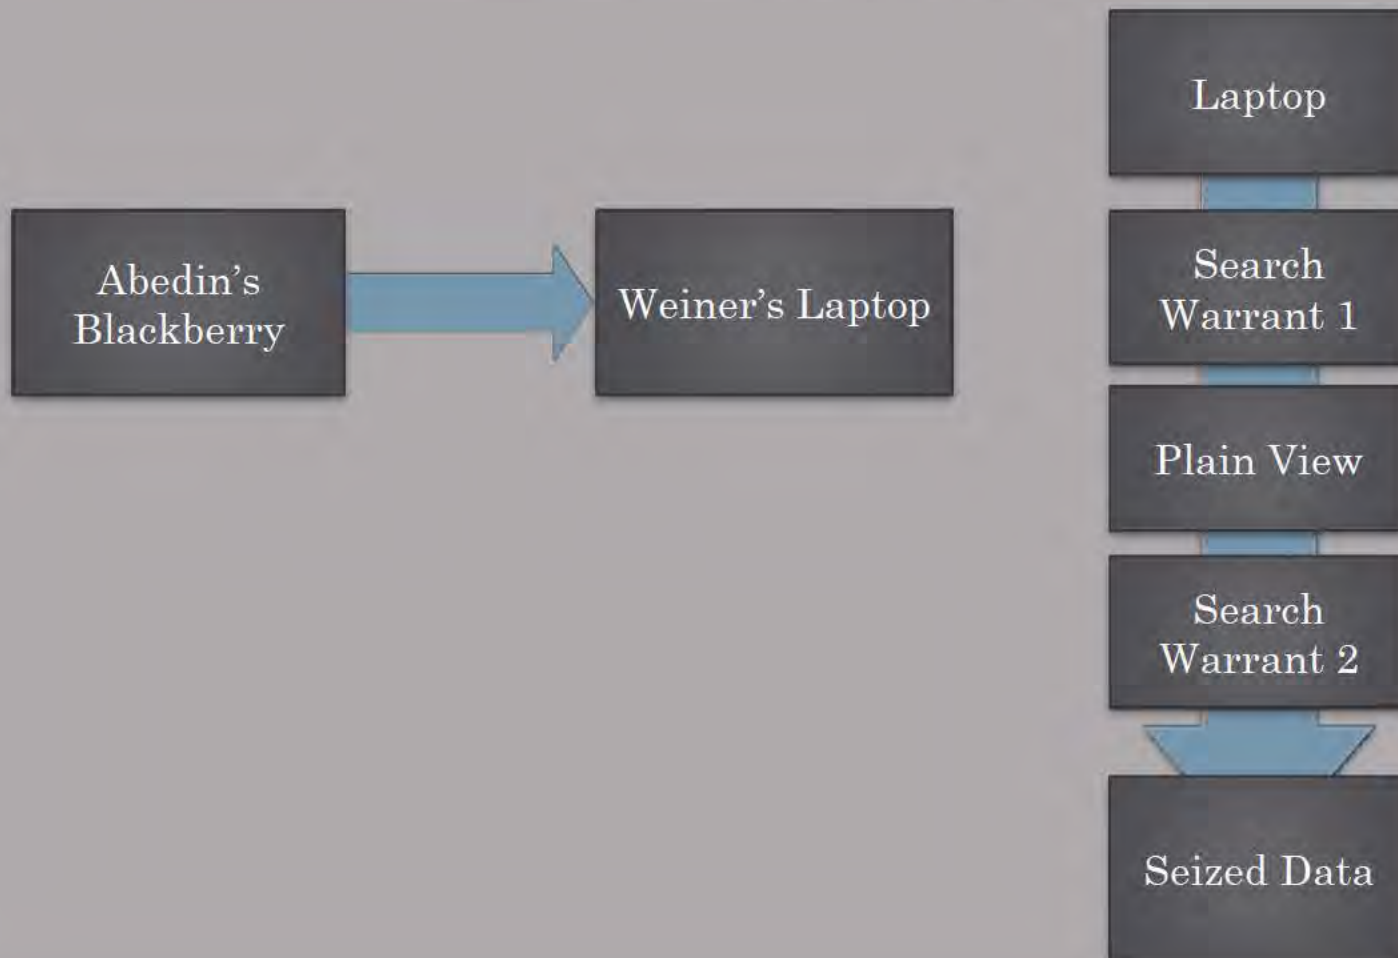 Abedin's
Blackberry
Weiner's Laptop
Laptop
Search
Warrant 1
Plain View
Search
Warrant 2
Seized Data